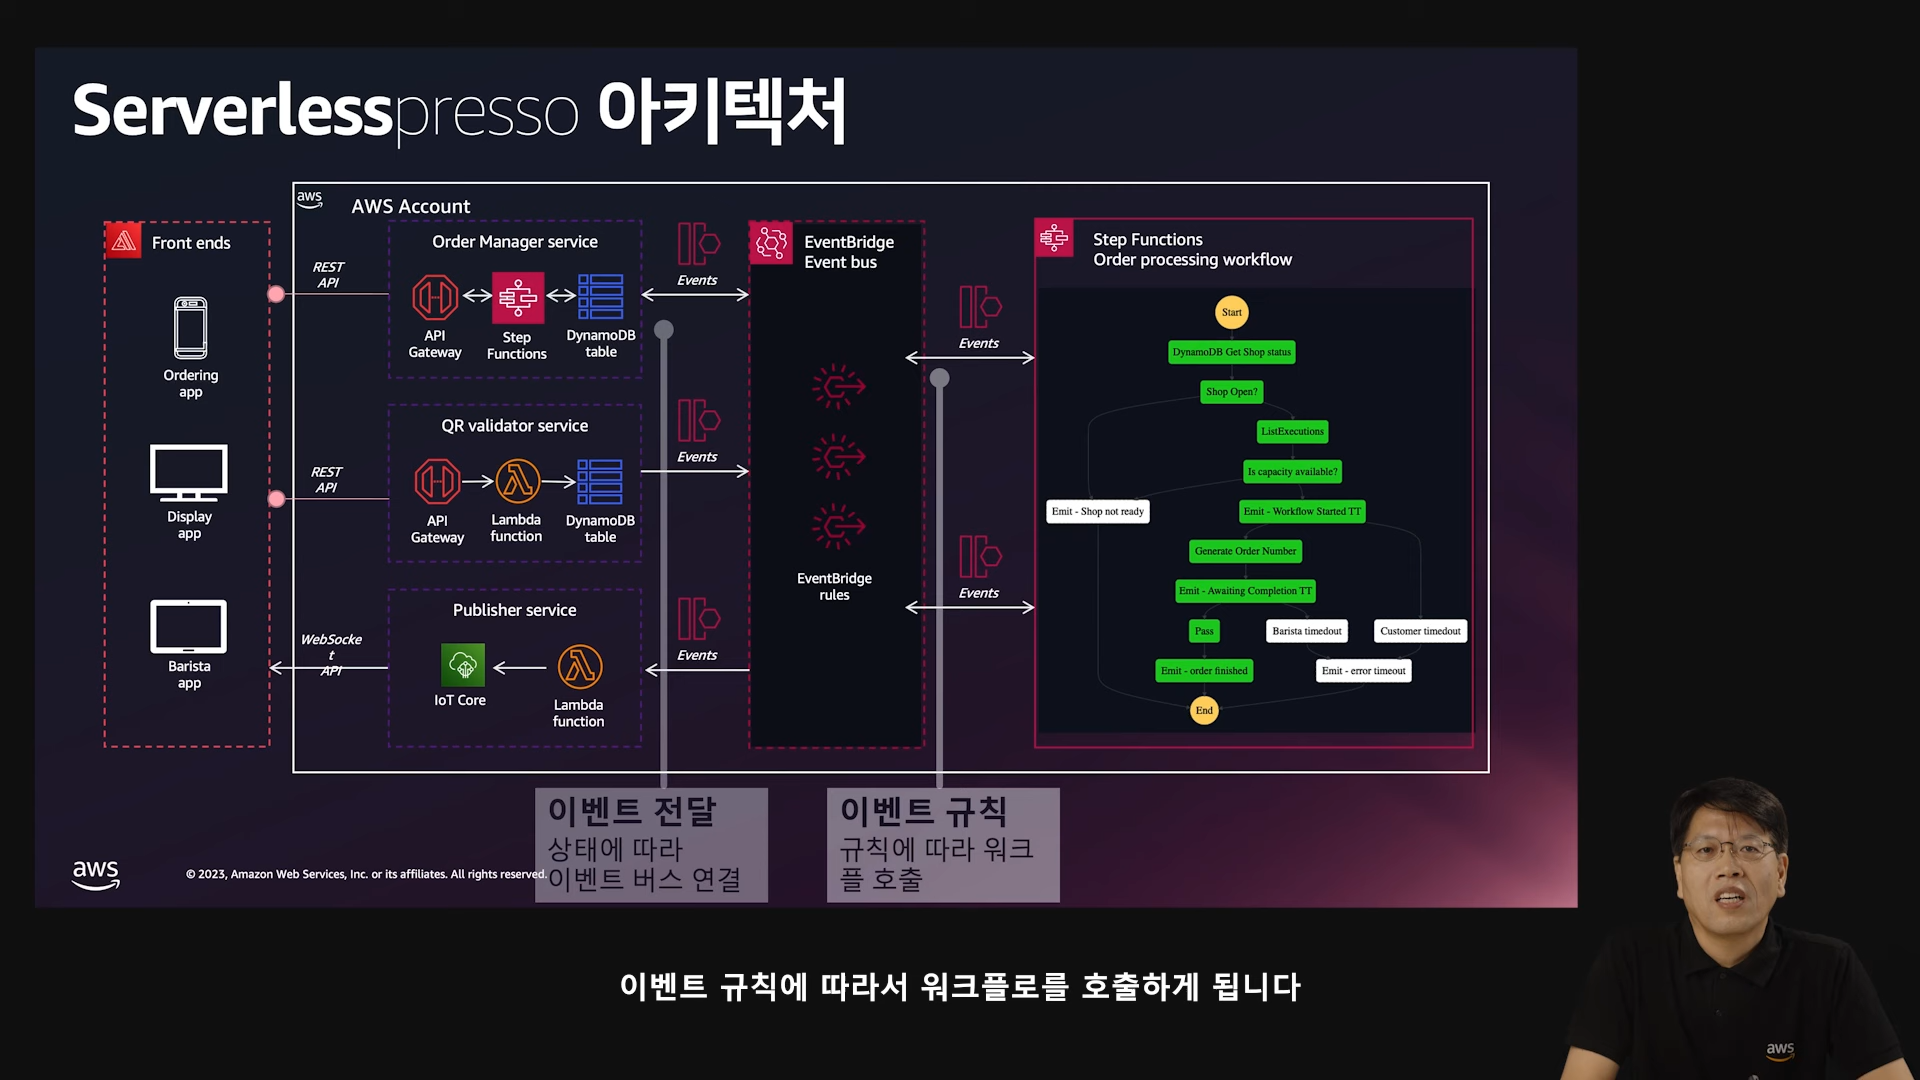 Serverlesspresso 아키텍처
aws
AWS Account
Front ends
Ordering
app
Display
app
Barista
app
REST
API
REST
API
WebSocke
t
API
Order Manager service
API
Gateway
Step
Functions
DynamoDB
table
QR validator service
API
Gateway
Lambda
function
DynamoDB
table
Publisher service
IoT Core
Lambda
function
Events
Events
Events
EventBridge
Event bus
EventBridge
rules
Events
Events
Step Functions
Order processing workflow
Start
DynamoDB Get Shop status
Shop Open?
ListExecutions
Is capacity available?
Emit - Shop not ready
Emit - Workflow Started TT
Generate Order Number
Emit - Awaiting Completion TT
Pass
Barista timedout
Customer timedout
Emit - order finished
Emit - error timeout
End
이벤트 전달
상태에 따라
이벤트 버스 연결
이벤트 규칙
규칙에 따라 워크
플 호출
aws
© 2023, Amazon Web Services, Inc. or its affiliates. All rights reserved.
이벤트 규칙에 따라서 워크플로를 호출하게 됩니다
aws